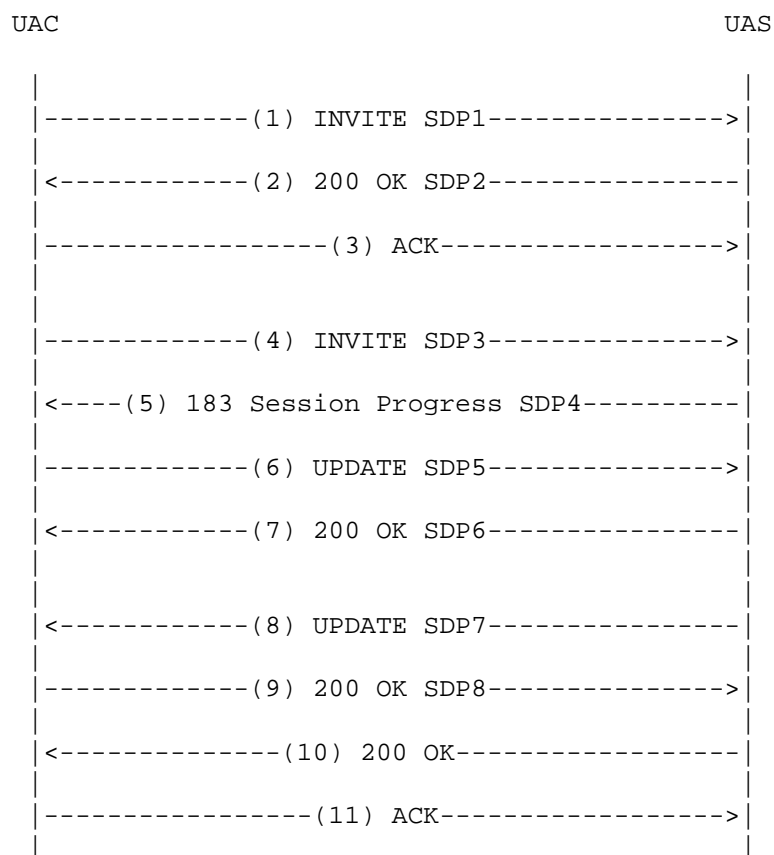 UAC UAS
(1) INVITE SDP1
(2) 200 OK SDP2
(3) ACK
(4) INVITE SDP3
(5) 183 Session Progress SDP4
(6) UPDATE SDP5
(7) 200 OK SDP6
(8) UPDATE SDP7
(9) 200 OK SDP8
(10) 200 OK
(11) ACK